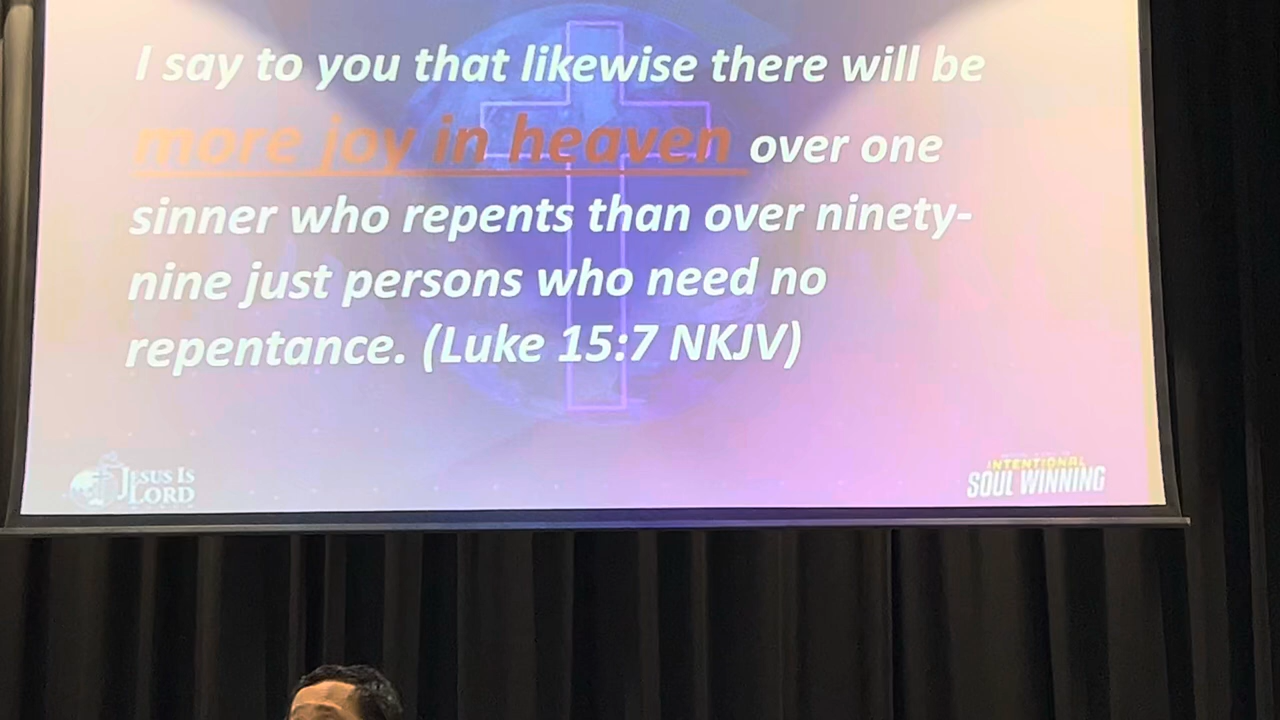 I say to you that likewise there will be
more joy in heaven over one
sinner who repents than over ninety-
nine just persons who need no
repentance. (Luke 15:7 NKJV)
JESUS IS
LORD
INTENTIONAL
SOUL WINNING